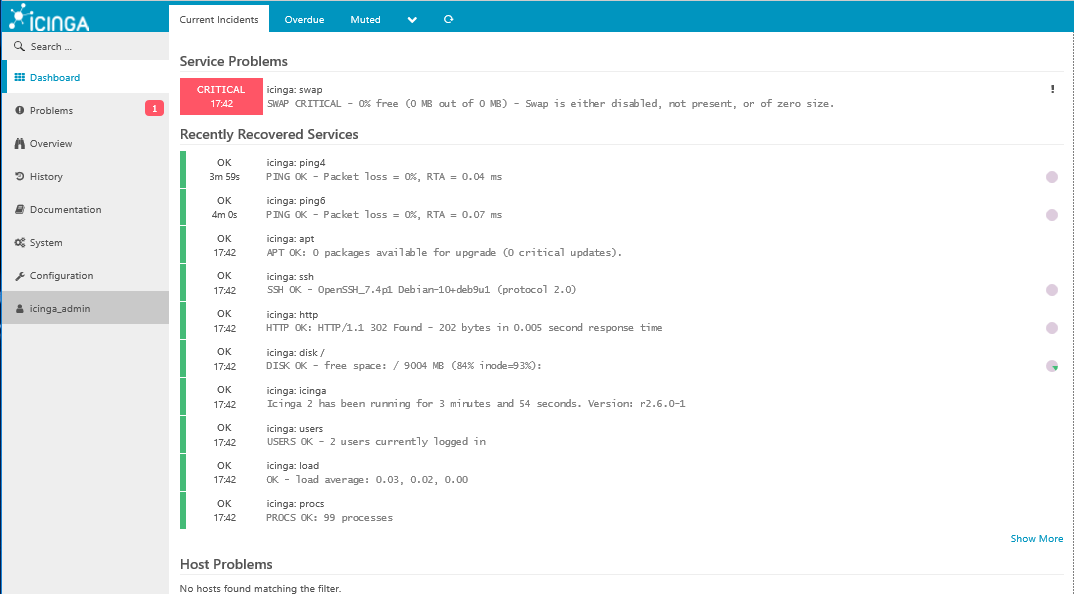 ICINGA
Current Incidents Overdue Muted
Search ...
Dashboard
Problems 1
Overview
History
Documentation
System
Configuration
icinga_admin
Service Problems
CRITICAL icinga: swap !
17:42 SWAP CRITICAL - 0% free (0 MB out of 0 MB) - Swap is either disabled, not present, or of zero size.
Recently Recovered Services
OK icinga: ping4
3m 59s PING OK - Packet loss = 0%, RTA = 0.04 ms
OK icinga: ping6
4m 0s PING OK - Packet loss = 0%, RTA = 0.07 ms
OK icinga: apt
17:42 APT OK: 0 packages available for upgrade (0 critical updates).
OK icinga: ssh
17:42 SSH OK - OpenSSH_7.4p1 Debian-10+deb9u1 (protocol 2.0)
OK icinga: http
17:42 HTTP OK: HTTP/1.1 302 Found - 202 bytes in 0.005 second response time
OK icinga: disk /
17:42 DISK OK - free space: / 9004 MB (84% inode=93%):
OK icinga: icinga
17:42 Icinga 2 has been running for 3 minutes and 54 seconds. Version: r2.6.0-1
OK icinga: users
17:42 USERS OK - 2 users currently logged in
OK icinga: load
17:42 OK - load average: 0.03, 0.02, 0.00
OK icinga: procs
17:42 PROCS OK: 99 processes
Show More
Host Problems
No hosts found matching the filter.